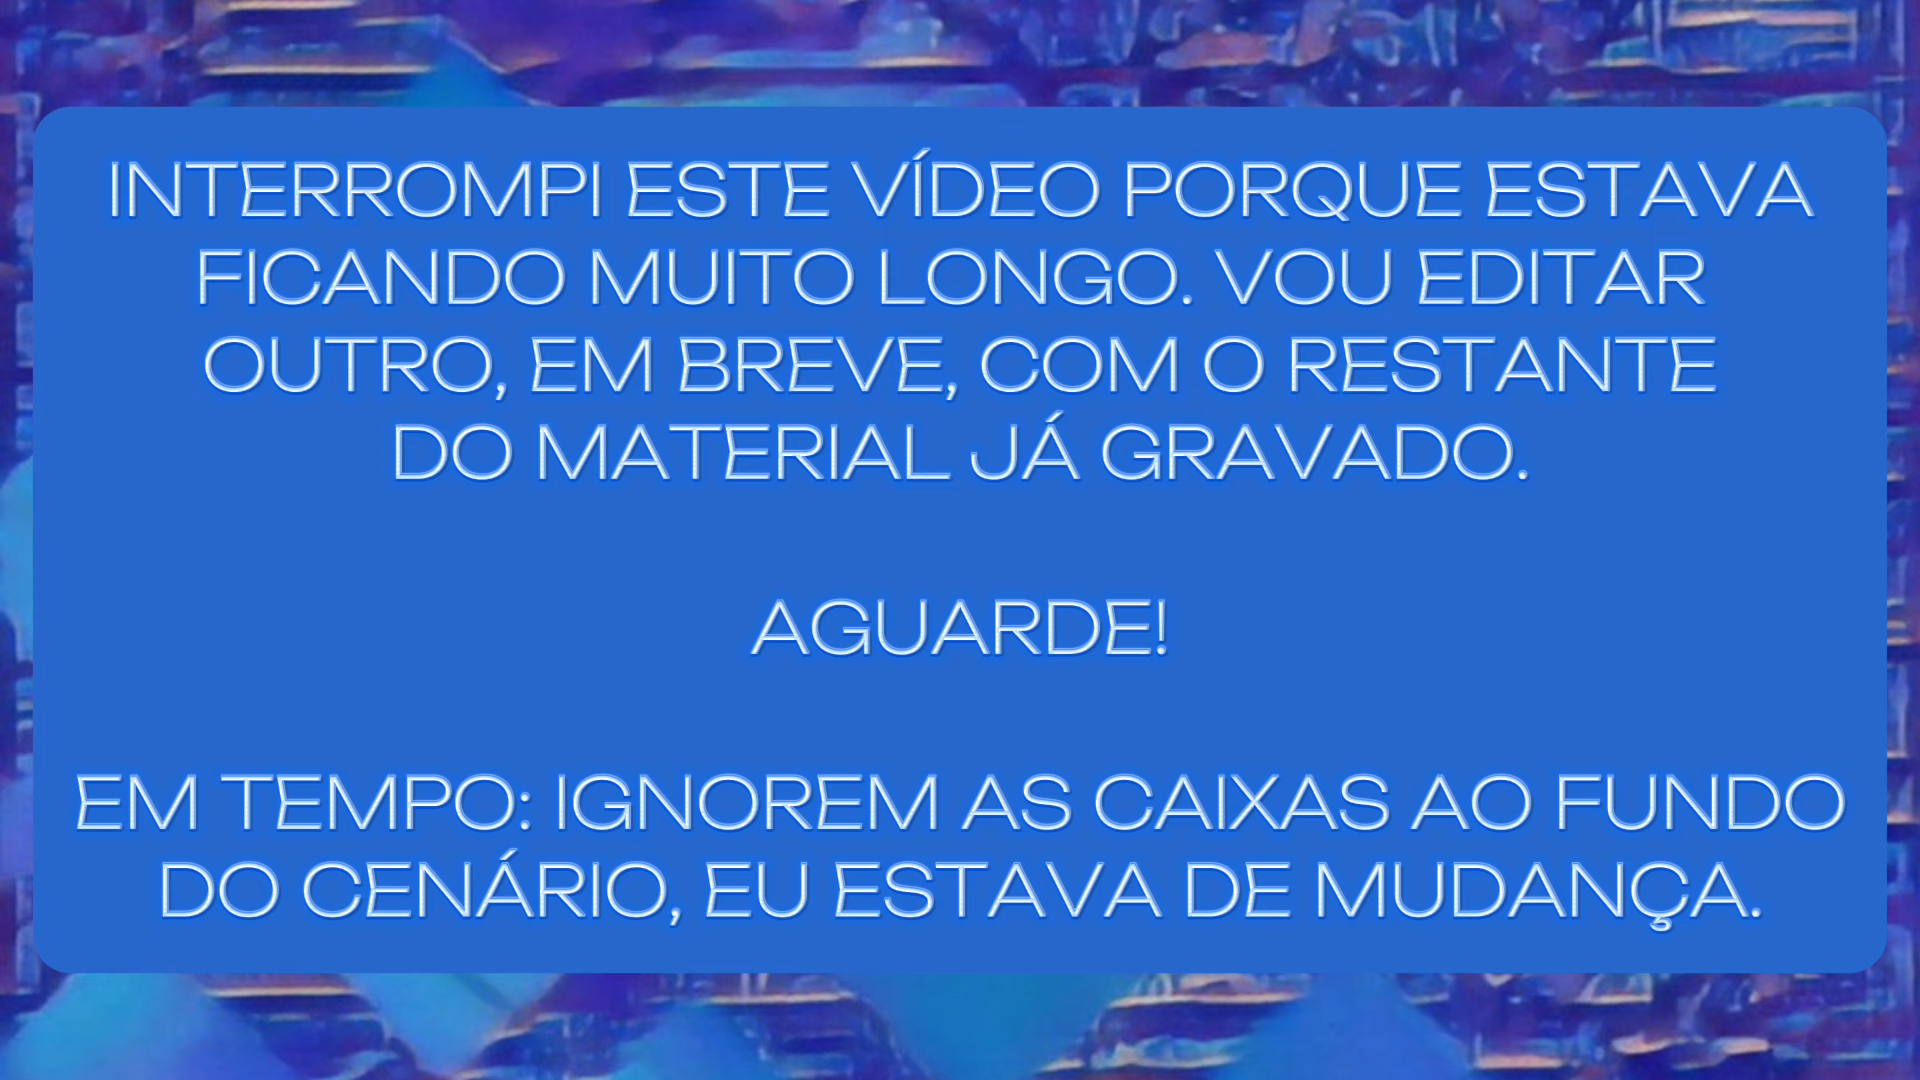 INTERROMPI ESTE VÍDEO PORQUE ESTAVA
FICANDO MUITO LONGO. VOU EDITAR
OUTRO, EM BREVE, COM O RESTANTE
DO MATERIAL JÁ GRAVADO.
AGUARDE!
EM TEMPO: IGNOREM AS CAIXAS AO FUNDO
DO CENÁRIO, EU ESTAVA DE MUDANÇA.